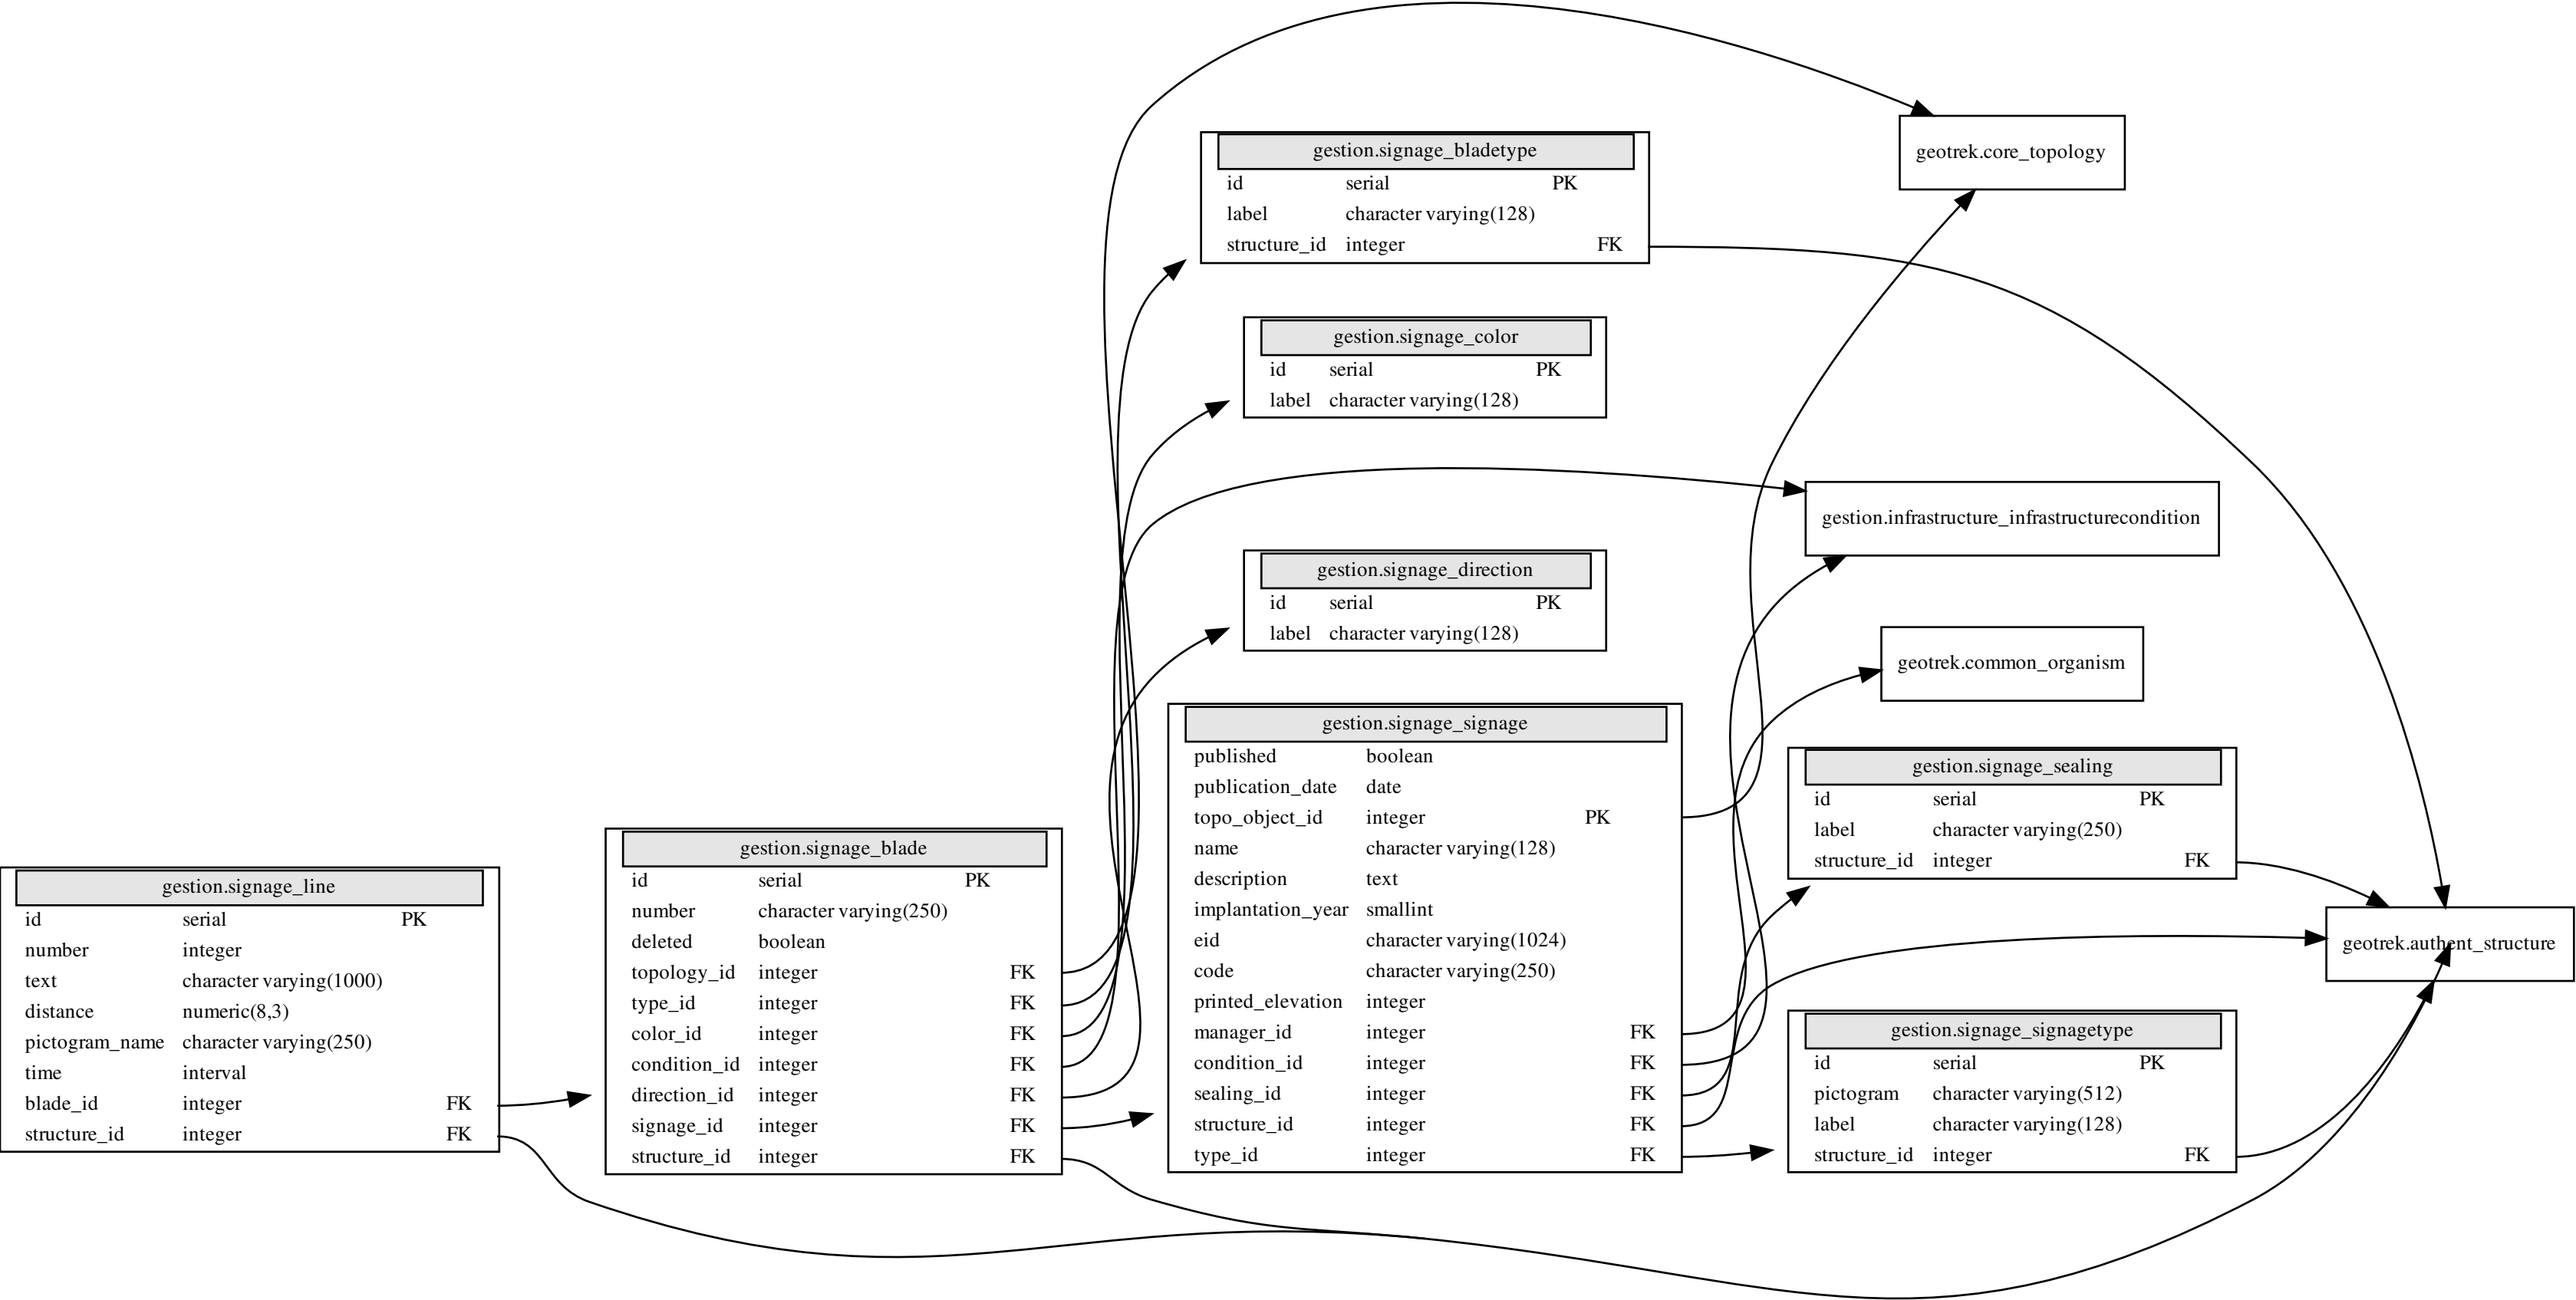 gestion.signage_line
id serial PK
number integer
text character varying(1000)
distance numeric(8,3)
pictogram_name character varying(250)
time interval
blade_id integer FK
structure_id integer FK
gestion.signage_blade
id serial PK
number character varying(250)
deleted boolean
topology_id integer FK
type_id integer FK
color_id integer FK
condition_id integer FK
direction_id integer FK
signage_id integer FK
structure_id integer FK
gestion.signage_bladetype
id serial PK
label character varying(128)
structure_id integer FK
gestion.signage_color
id serial PK
label character varying(128)
gestion.signage_direction
id serial PK
label character varying(128)
gestion.signage_signage
published boolean
publication_date date
topo_object_id integer PK
name character varying(128)
description text
implantation_year smallint
eid character varying(1024)
code character varying(250)
printed_elevation integer
manager_id integer FK
condition_id integer FK
sealing_id integer FK
structure_id integer FK
type_id integer FK
geotrek.core_topology
gestion.infrastructure_infrastructurecondition
geotrek.common_organism
gestion.signage_sealing
id serial PK
label character varying(250)
structure_id integer FK
gestion.signage_signagetype
id serial PK
pictogram character varying(512)
label character varying(128)
structure_id integer FK
geotrek.authent_structure